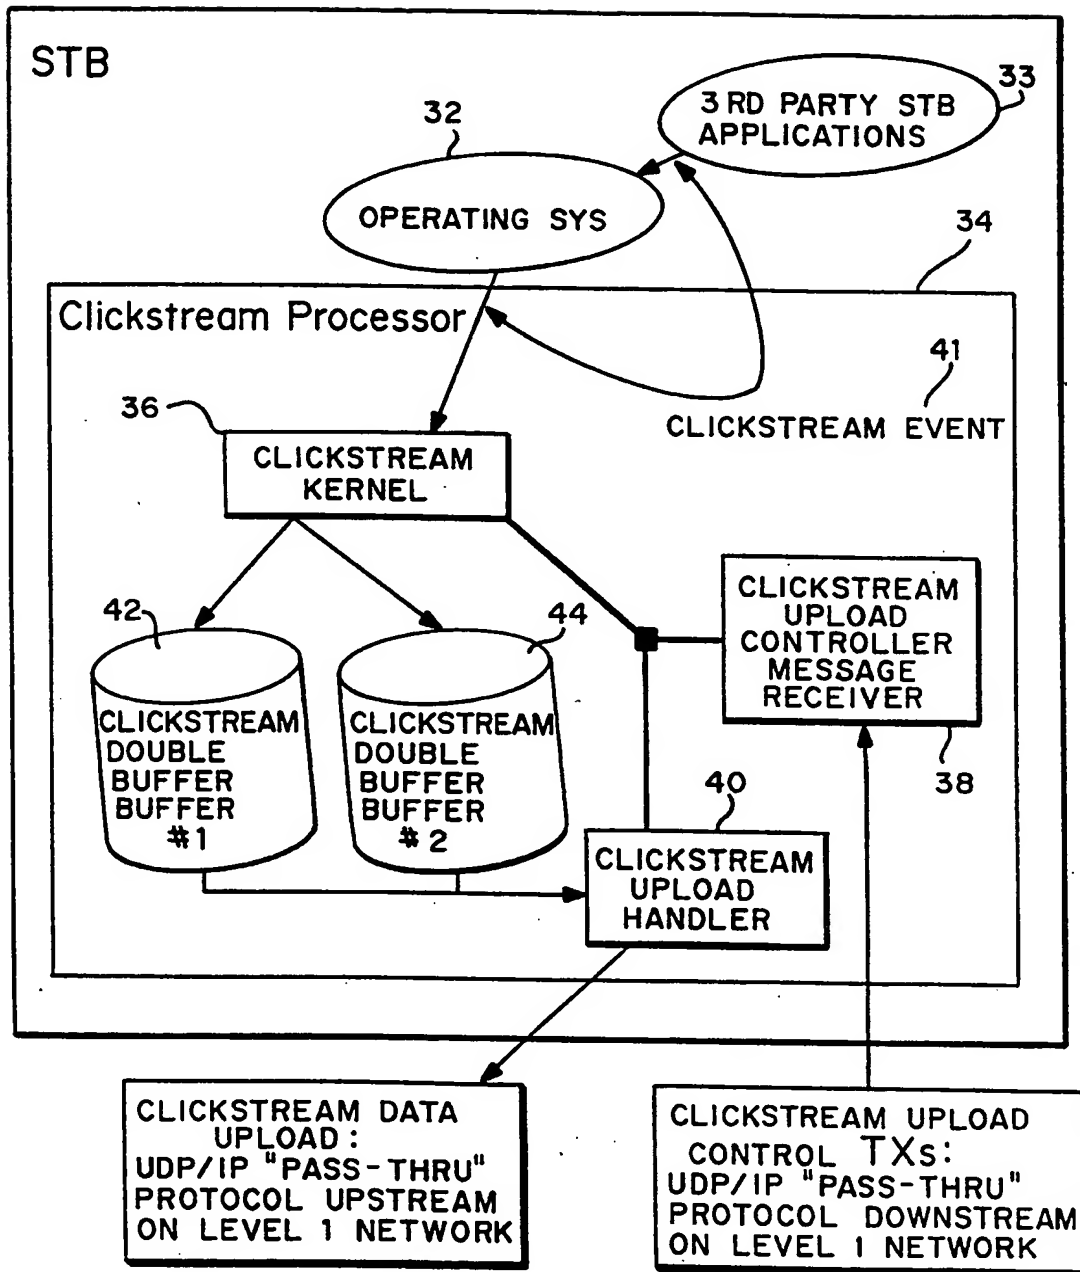 STB
33
3 RD PARTY STB
APPLICATIONS
32
OPERATING SYS
34
Clickstream Processor
41
CLICKSTREAM EVENT
36
CLICKSTREAM
KERNEL
42
CLICKSTREAM
DOUBLE
BUFFER
BUFFER
#1
44
CLICKSTREAM
DOUBLE
BUFFER
BUFFER
#2
CLICKSTREAM
UPLOAD
CONTROLLER
MESSAGE
RECEIVER
38
40
CLICKSTREAM
UPLOAD
HANDLER
CLICKSTREAM DATA
UPLOAD:
UDP/IP "PASS-THRU"
PROTOCOL UPSTREAM
ON LEVEL 1 NETWORK
CLICKSTREAM UPLOAD
CONTROL TXs:
UDP/IP "PASS-THRU"
PROTOCOL DOWNSTREAM
ON LEVEL 1 NETWORK